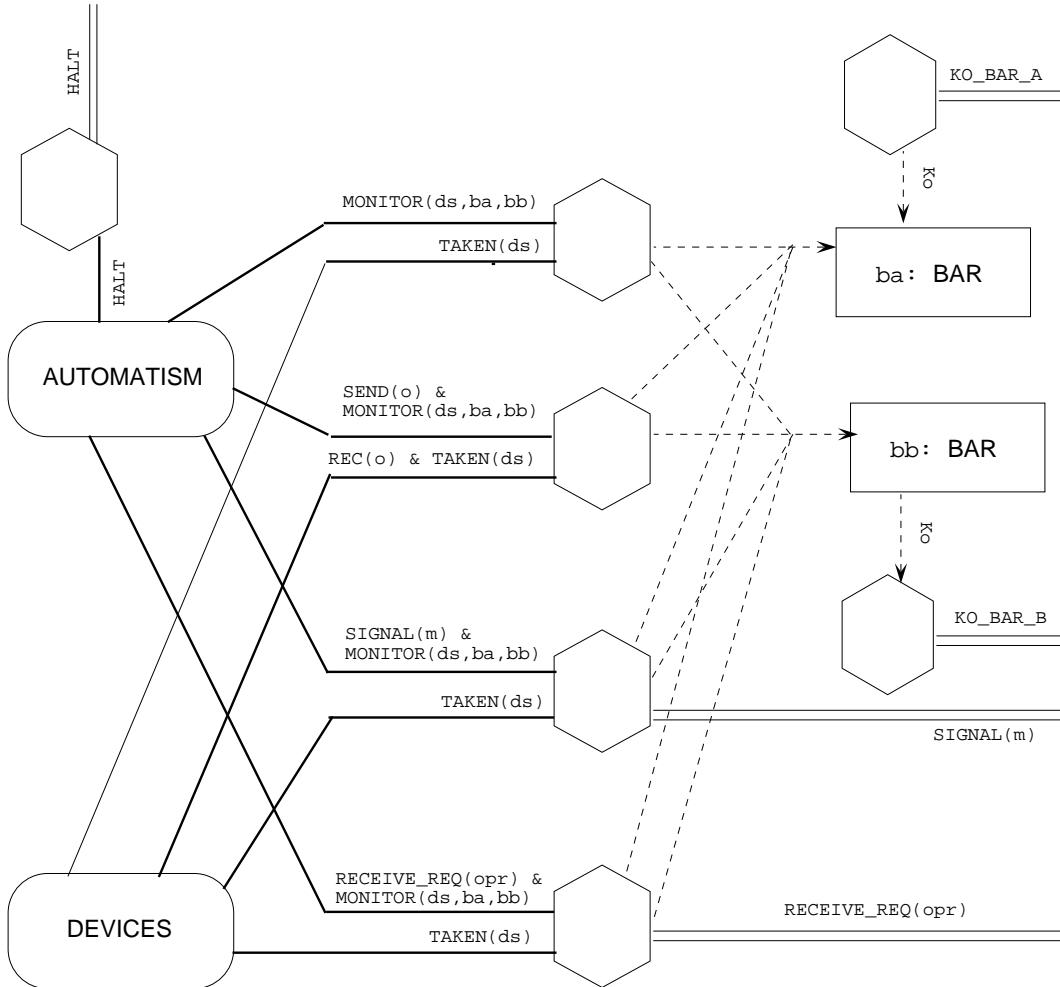 HALT
KO_BAR_A
Ko
MONITOR(ds,ba,bb)
TAKEN(ds)
ba: BAR
HALT
AUTOMATISM
SEND(o) &
MONITOR(ds,ba,bb)
REC(o) & TAKEN(ds)
bb: BAR
Ko
KO_BAR_B
SIGNAL(m) &
MONITOR(ds,ba,bb)
TAKEN(ds)
SIGNAL(m)
RECEIVE_REQ(opr) &
MONITOR(ds,ba,bb)
RECEIVE_REQ(opr)
DEVICES
TAKEN(ds)